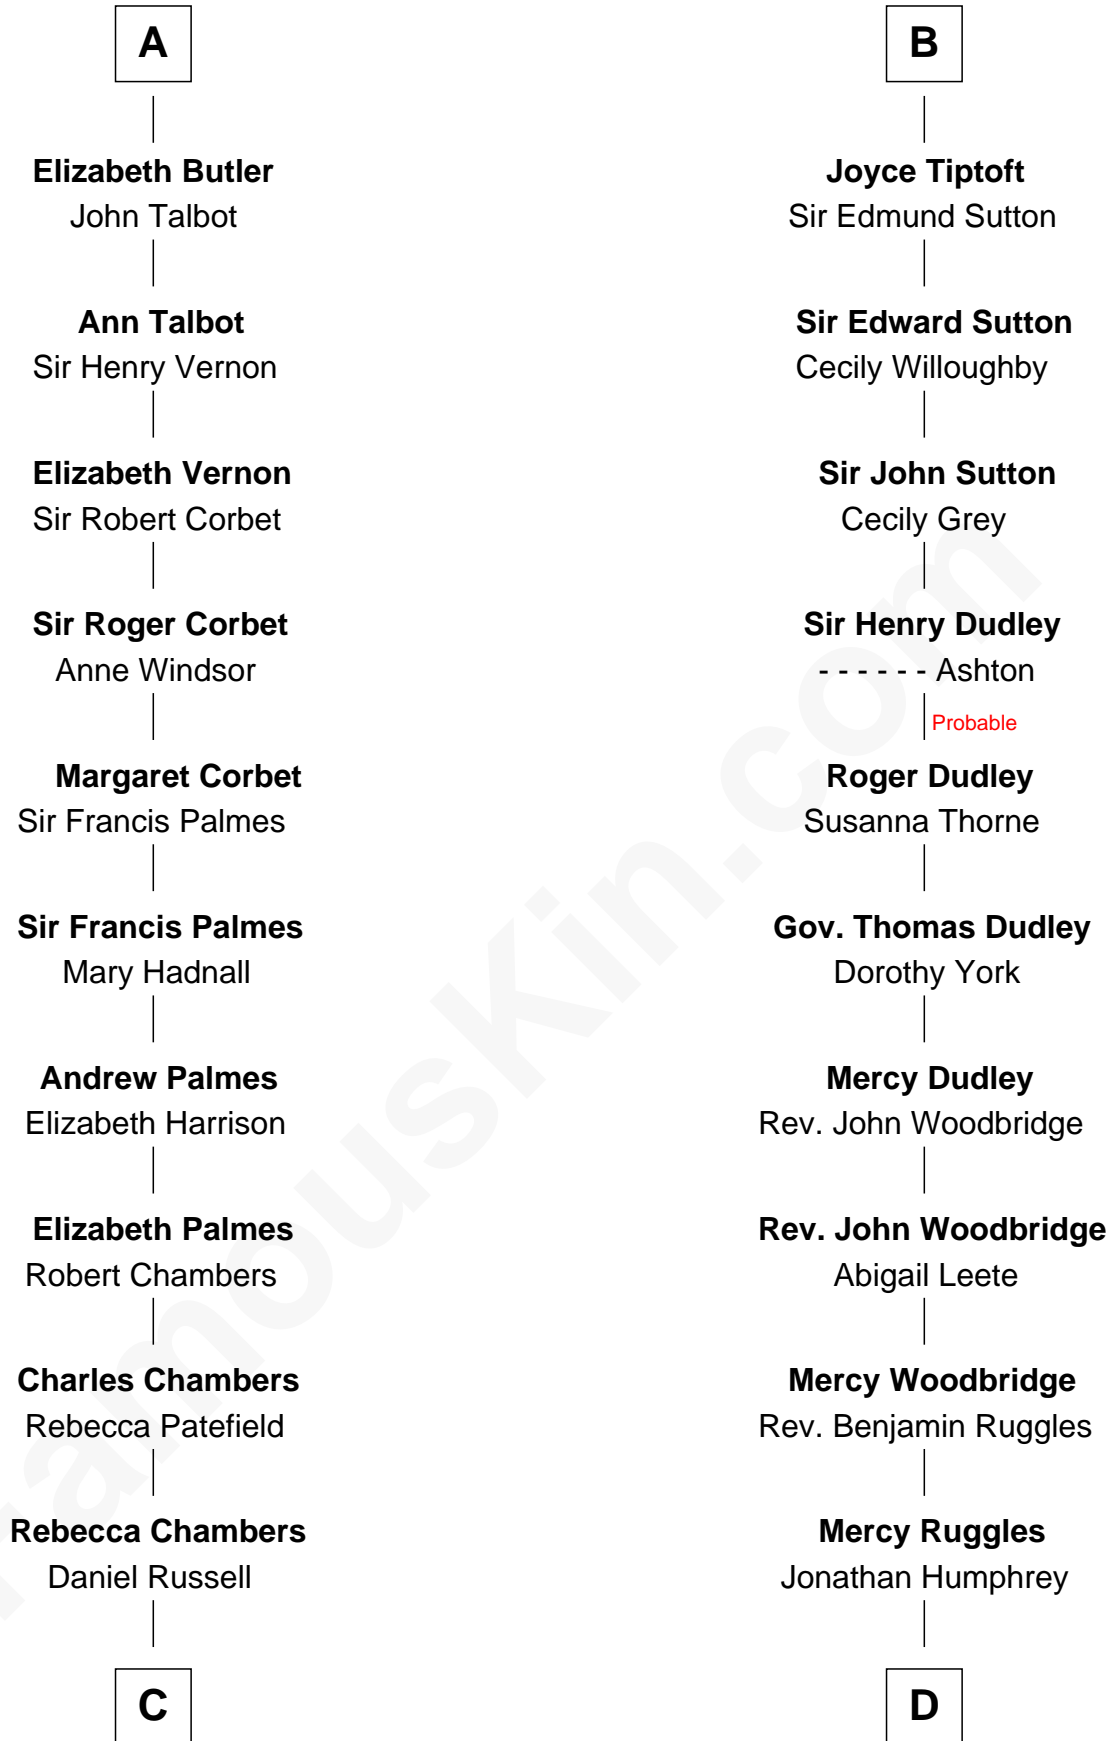 A
Elizabeth Butler
John Talbot
Ann Talbot
Sir Henry Vernon
Elizabeth Vernon
Sir Robert Corbet
Sir Roger Corbet
Anne Windsor
Margaret Corbet
Sir Francis Palmes
Sir Francis Palmes
Mary Hadnall
Andrew Palmes
Elizabeth Harrison
Elizabeth Palmes
Robert Chambers
Charles Chambers
Rebecca Patefield
Rebecca Chambers
Daniel Russell
C
B
Joyce Tiptoft
Sir Edmund Sutton
Sir Edward Sutton
Cecily Willoughby
Sir John Sutton
Cecily Grey
Sir Henry Dudley
- - - - - - Ashton
Probable
Roger Dudley
Susanna Thorne
Gov. Thomas Dudley
Dorothy York
Mercy Dudley
Rev. John Woodbridge
Rev. John Woodbridge
Abigail Leete
Mercy Woodbridge
Rev. Benjamin Ruggles
Mercy Ruggles
Jonathan Humphrey
D
FamousKin.com